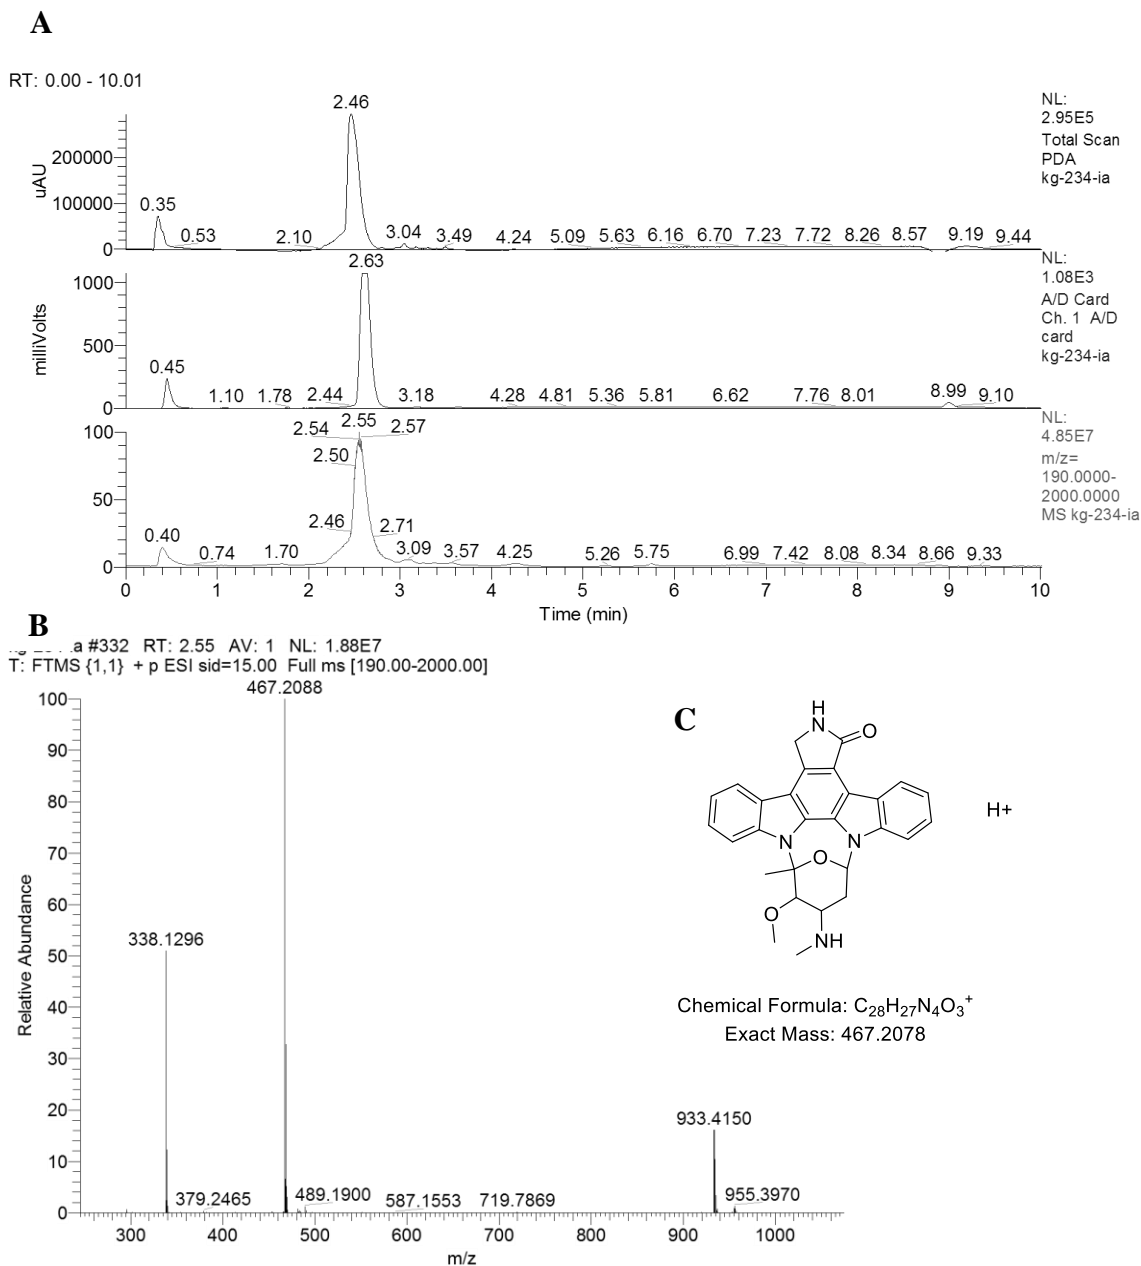 A
RT: 0.00 - 10.01
NL:
2.95E5
Total Scan
PDA
kg-234-ia
uAU
200000
100000
0
0.35
0.53
2.10
2.46
3.04
3.49
4.24
5.09
5.63
6.16
6.70
7.23
7.72
8.26
8.57
9.19
9.44
NL:
1.08E3
A/D Card
Ch. 1 A/D
card
kg-234-ia
milliVolts
1000
500
0
0.45
1.10
1.78
2.44
2.63
3.18
4.28
4.81
5.36
5.81
6.62
7.76
8.01
8.99
9.10
NL:
4.85E7
m/z=
190.0000-
2000.0000
MS kg-234-ia
100
50
0
0.40
0.74
1.70
2.46
2.50
2.54
2.55
2.57
2.71
3.09
3.57
4.25
5.26
5.75
6.99
7.42
8.08
8.34
8.66
9.33
0 1 2 3 4 5 6 7 8 9 10
Time (min)
B
#332 RT: 2.55 AV: 1 NL: 1.88E7
T: FTMS {1,1} + p ESI sid=15.00 Full ms [190.00-2000.00]
Relative Abundance
100
90
80
70
60
50
40
30
20
10
0
467.2088
338.1296
379.2465
489.1900
587.1553
719.7869
933.4150
955.3970
300 400 500 600 700 800 900 1000
m/z
C
H
N
O
N
N
O
O
NH
H+
Chemical Formula: C₂₈H₂₇N₄O₃⁺
Exact Mass: 467.2078